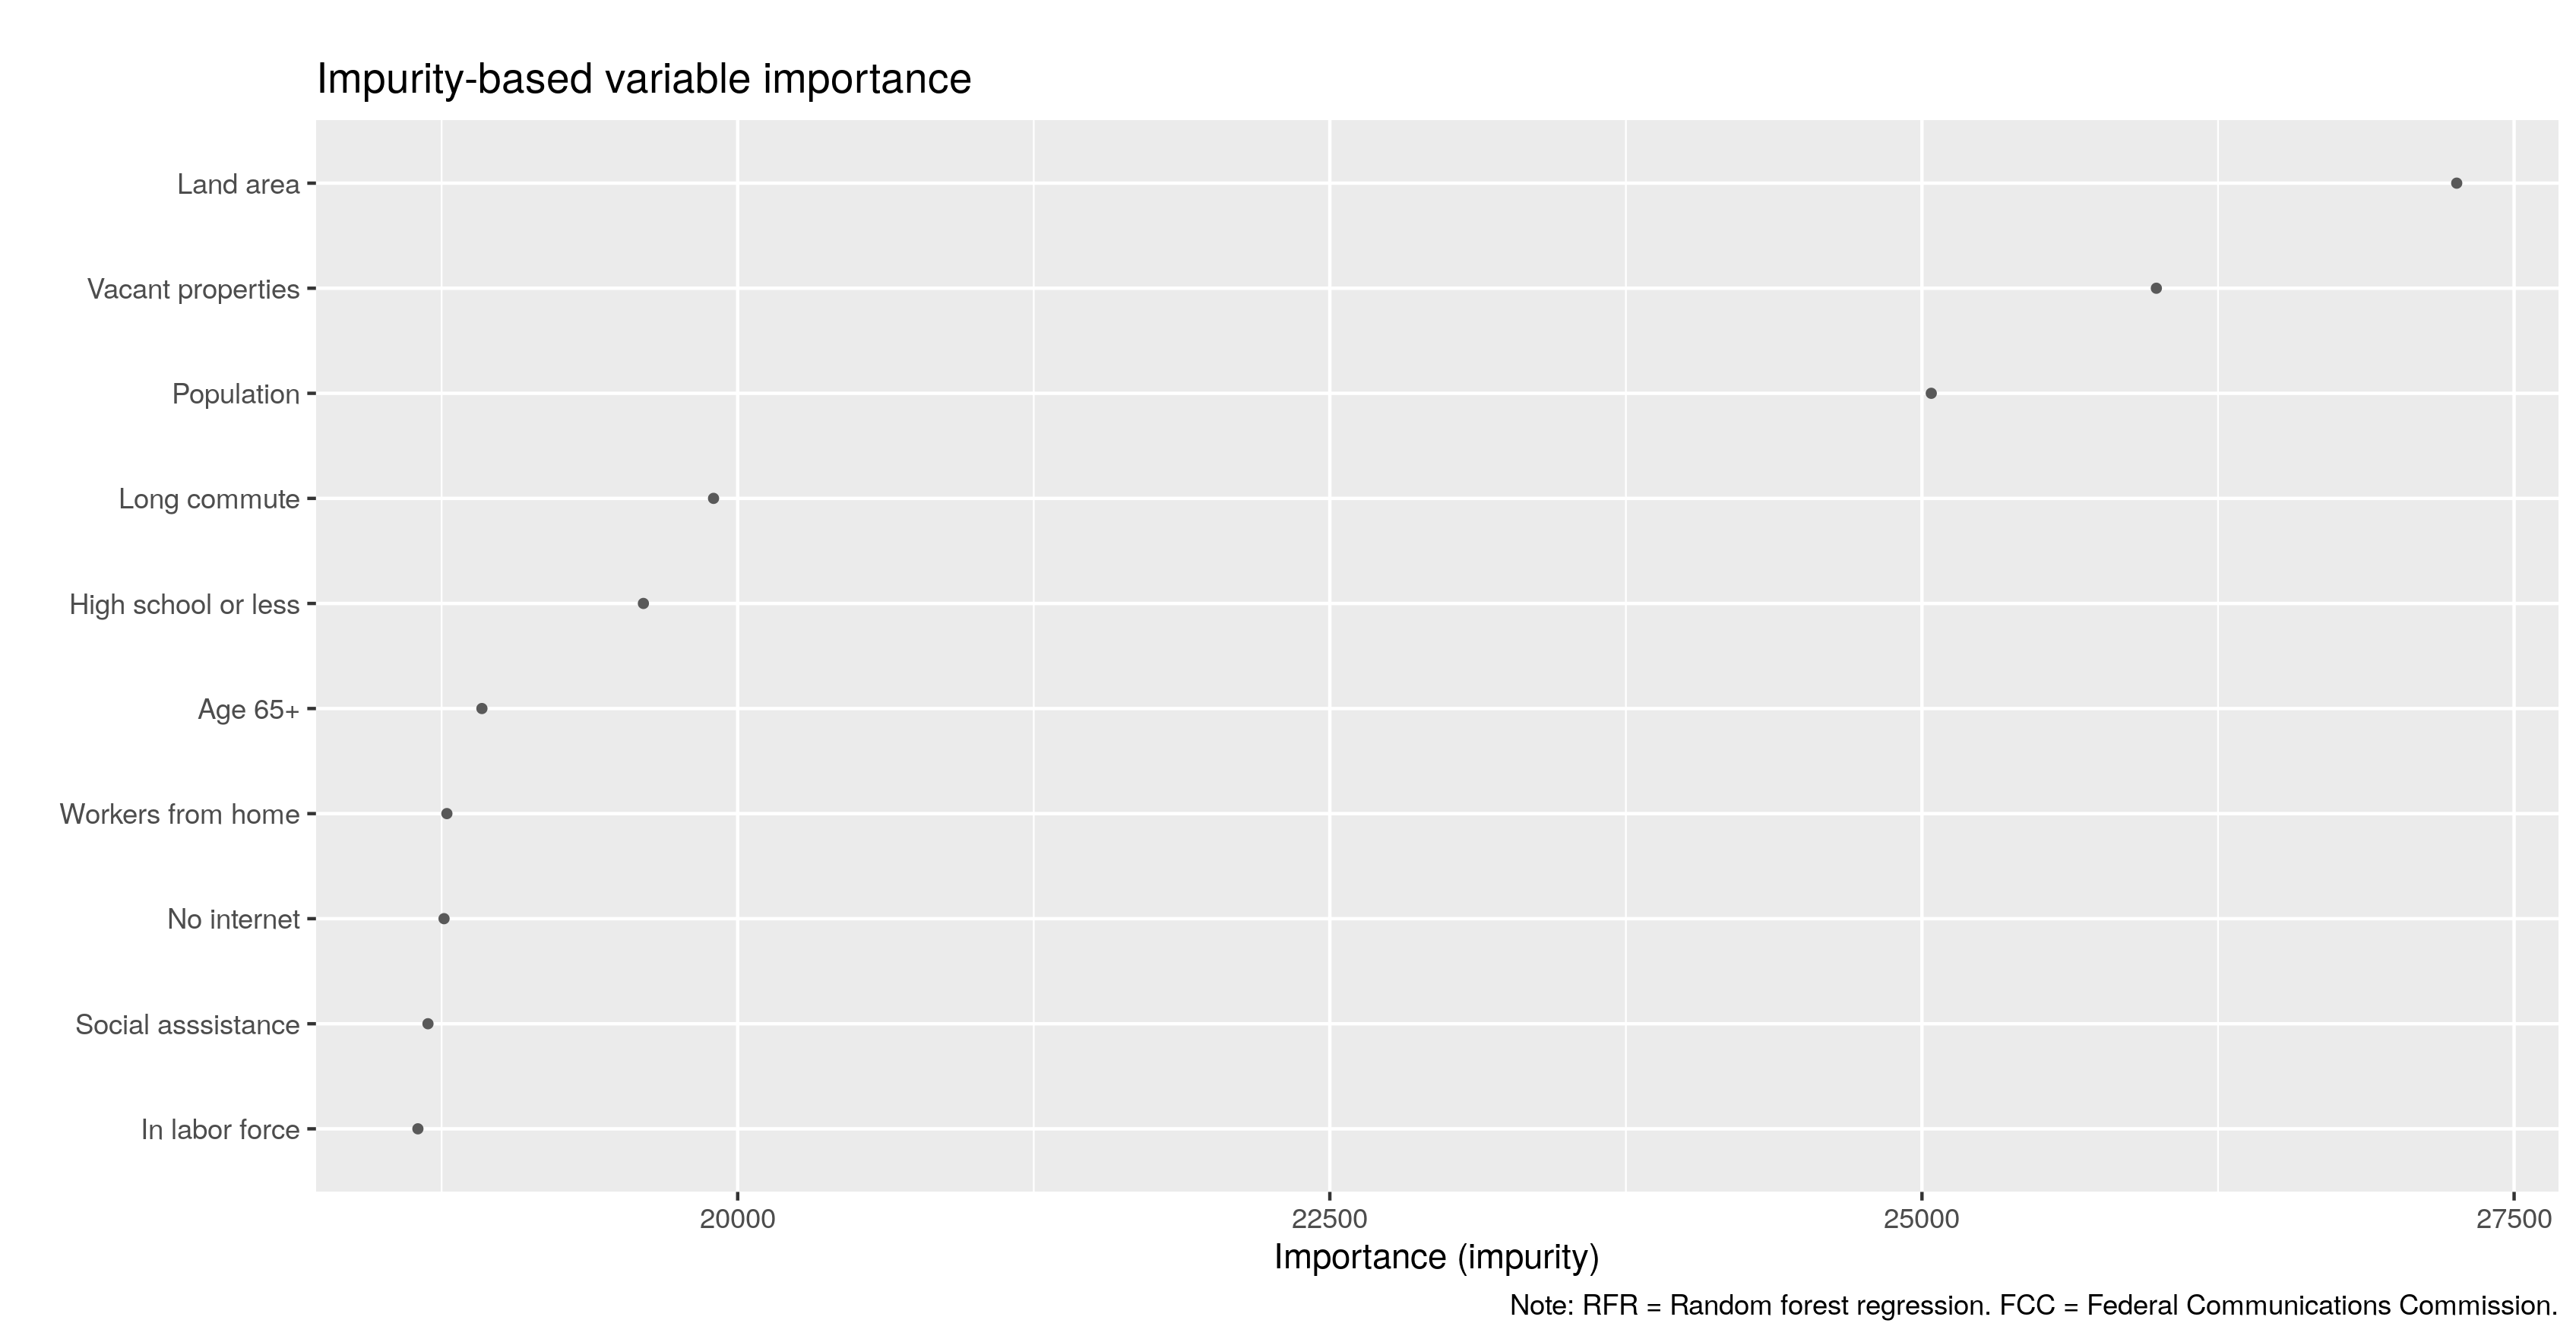 Impurity-based variable importance
Land area
Vacant properties
Population
Long commute
High school or less
Age 65+
Workers from home
No internet
Social asssistance
In labor force
20000 22500 25000 27500
Importance (impurity)
Note: RFR = Random forest regression. FCC = Federal Communications Commission.